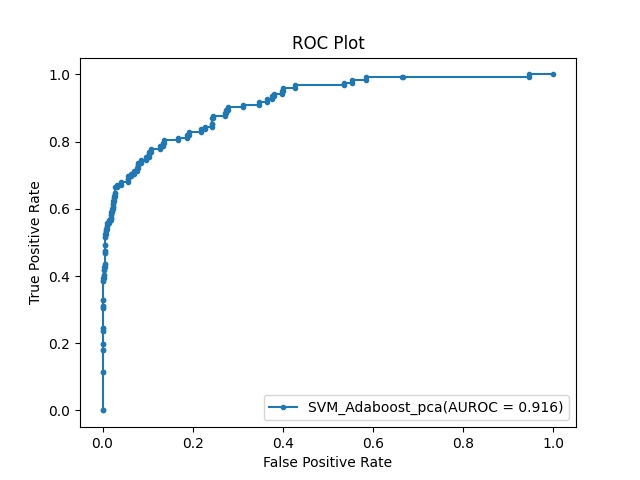 ROC Plot
1.0
0.8
0.6
0.4
0.2
0.0
True Positive Rate
SVM_Adaboost_pca(AUROC = 0.916)
0.0 0.2 0.4 0.6 0.8 1.0
False Positive Rate